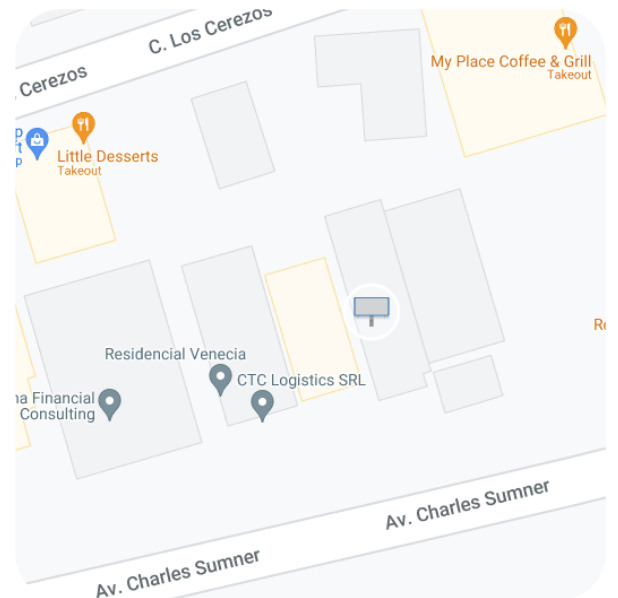 C. Los Cerezos
Cerezos
My Place Coffee & Grill
Takeout
Little Desserts
Takeout
Residencial Venecia
CTC Logistics SRL
Financial
Consulting
Av. Charles Sumner
Av. Charles Sumner